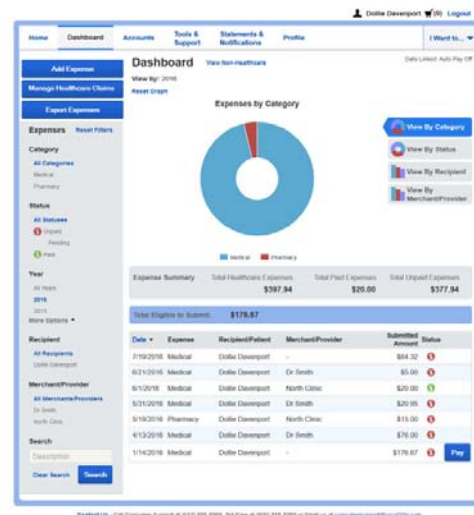 Dollie Davenport (0) Logout
Home Dashboard Accounts Tools & Support Statements & Notifications Profile I Want to...
Add Expense
Manage Healthcare Claims
Export Expenses
Dashboard View Non-Healthcare
Date Linked: Auto Pay Off
View by: 2016
Reset Graph
Expenses Reset Filters
Category
All Categories
Medical
Pharmacy
Status
All Statuses
Unpaid
Pending
Paid
Year
All Years
2016
2015
More Options
Recipient
All Recipients
Dollie Davenport
Merchant/Provider
All Merchants/Providers
Dr Smith
North Clinic
Search
Description
Clear Search Search
Expenses by Category
Medical Pharmacy
View By Category
View By Status
View By Recipient
View By Merchant/Provider
Expense Summary Total Healthcare Expenses Total Paid Expenses Total Unpaid Expenses
$397.94 $20.00 $377.94
Total Eligible to Submit: $179.67
Date Expense Recipient/Patient Merchant/Provider Submitted Amount Status
7/19/2016 Medical Dollie Davenport - $84.32
6/21/2016 Medical Dollie Davenport Dr Smith $5.00
6/1/2016 Medical Dollie Davenport North Clinic $20.00
5/31/2016 Medical Dollie Davenport Dr Smith $20.95
5/19/2016 Pharmacy Dollie Davenport North Clinic $15.00
4/13/2016 Medical Dollie Davenport Dr Smith $76.00
1/14/2016 Medical Dollie Davenport - $176.67 Pay
Contact Us